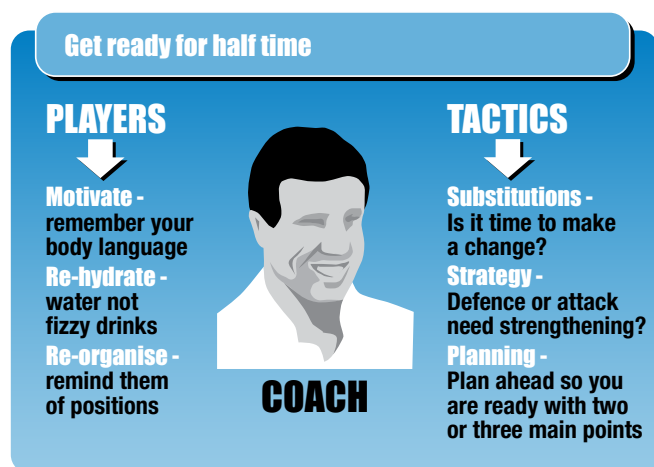 Get ready for half time
PLAYERS
Motivate -
remember your
body language
Re-hydrate -
water not
fizzy drinks
Re-organise -
remind them
of positions
COACH
TACTICS
Substitutions -
Is it time to make
a change?
Strategy -
Defence or attack
need strengthening?
Planning -
Plan ahead so you
are ready with two
or three main points